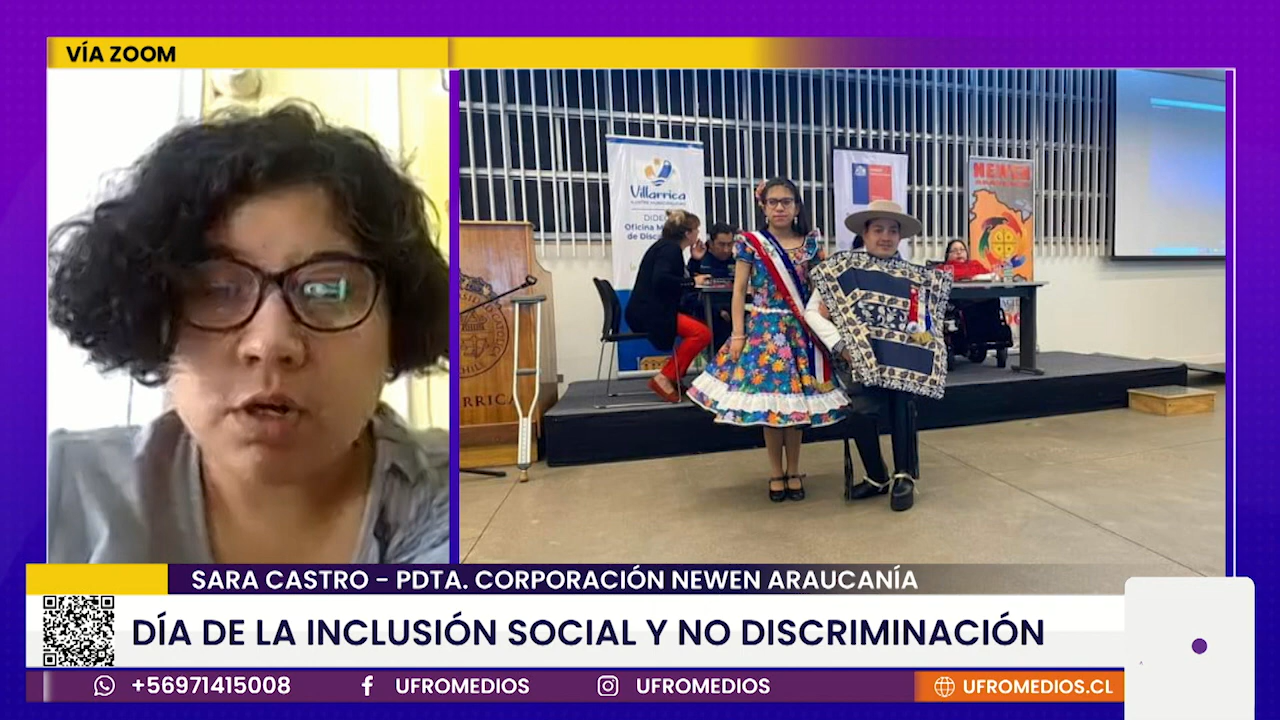 VÍA ZOOM
Villarrica
DIDE
Oficina M
de Disc
NEWEN
SARA CASTRO – PDTA. CORPORACIÓN NEWEN ARAUCANÍA
DÍA DE LA INCLUSIÓN SOCIAL Y NO DISCRIMINACIÓN
+56971415008
UFROMEDIOS
UFROMEDIOS
UFROMEDIOS.CL